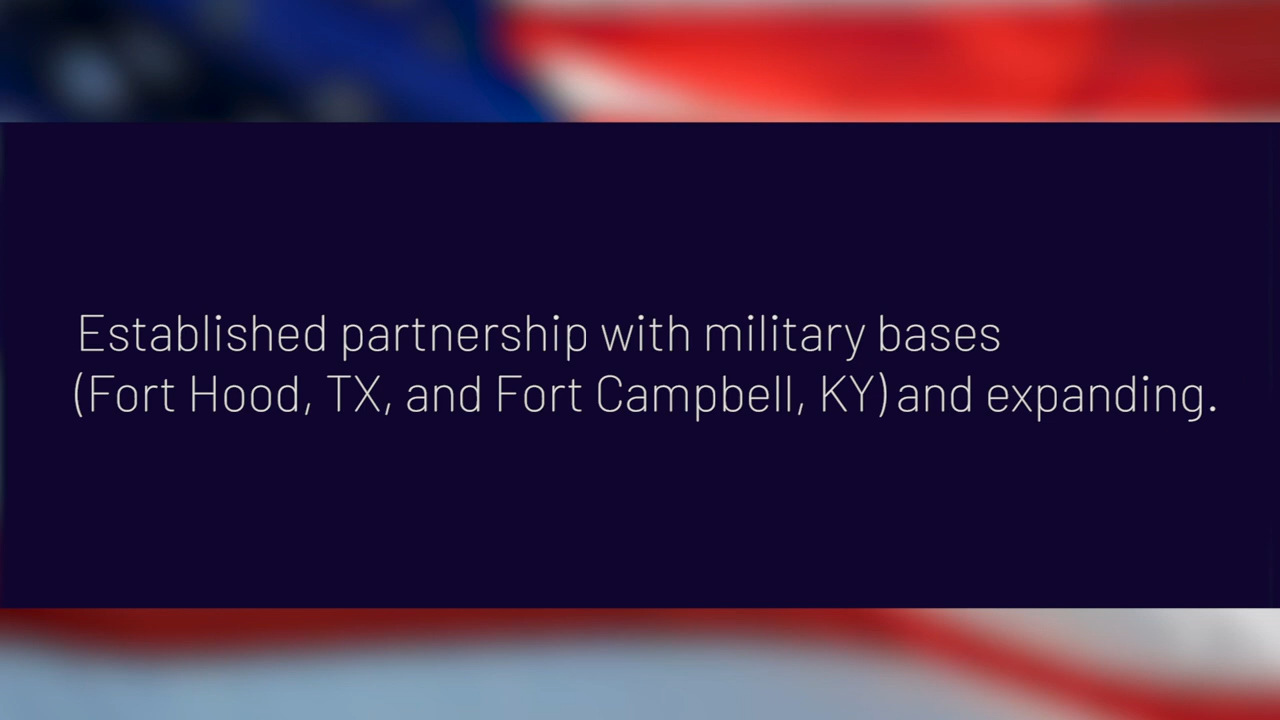 Established partnership with military bases
(Fort Hood, TX, and Fort Campbell, KY) and expanding.